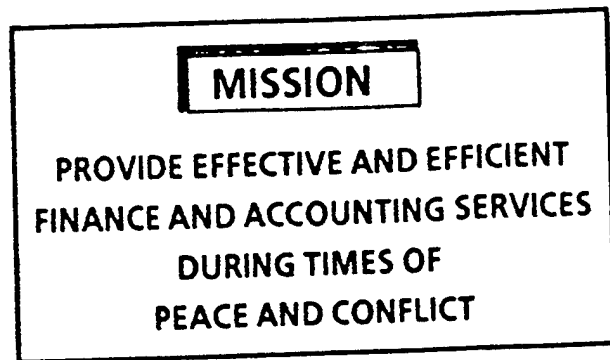 MISSION
PROVIDE EFFECTIVE AND EFFICIENT
FINANCE AND ACCOUNTING SERVICES
DURING TIMES OF
PEACE AND CONFLICT